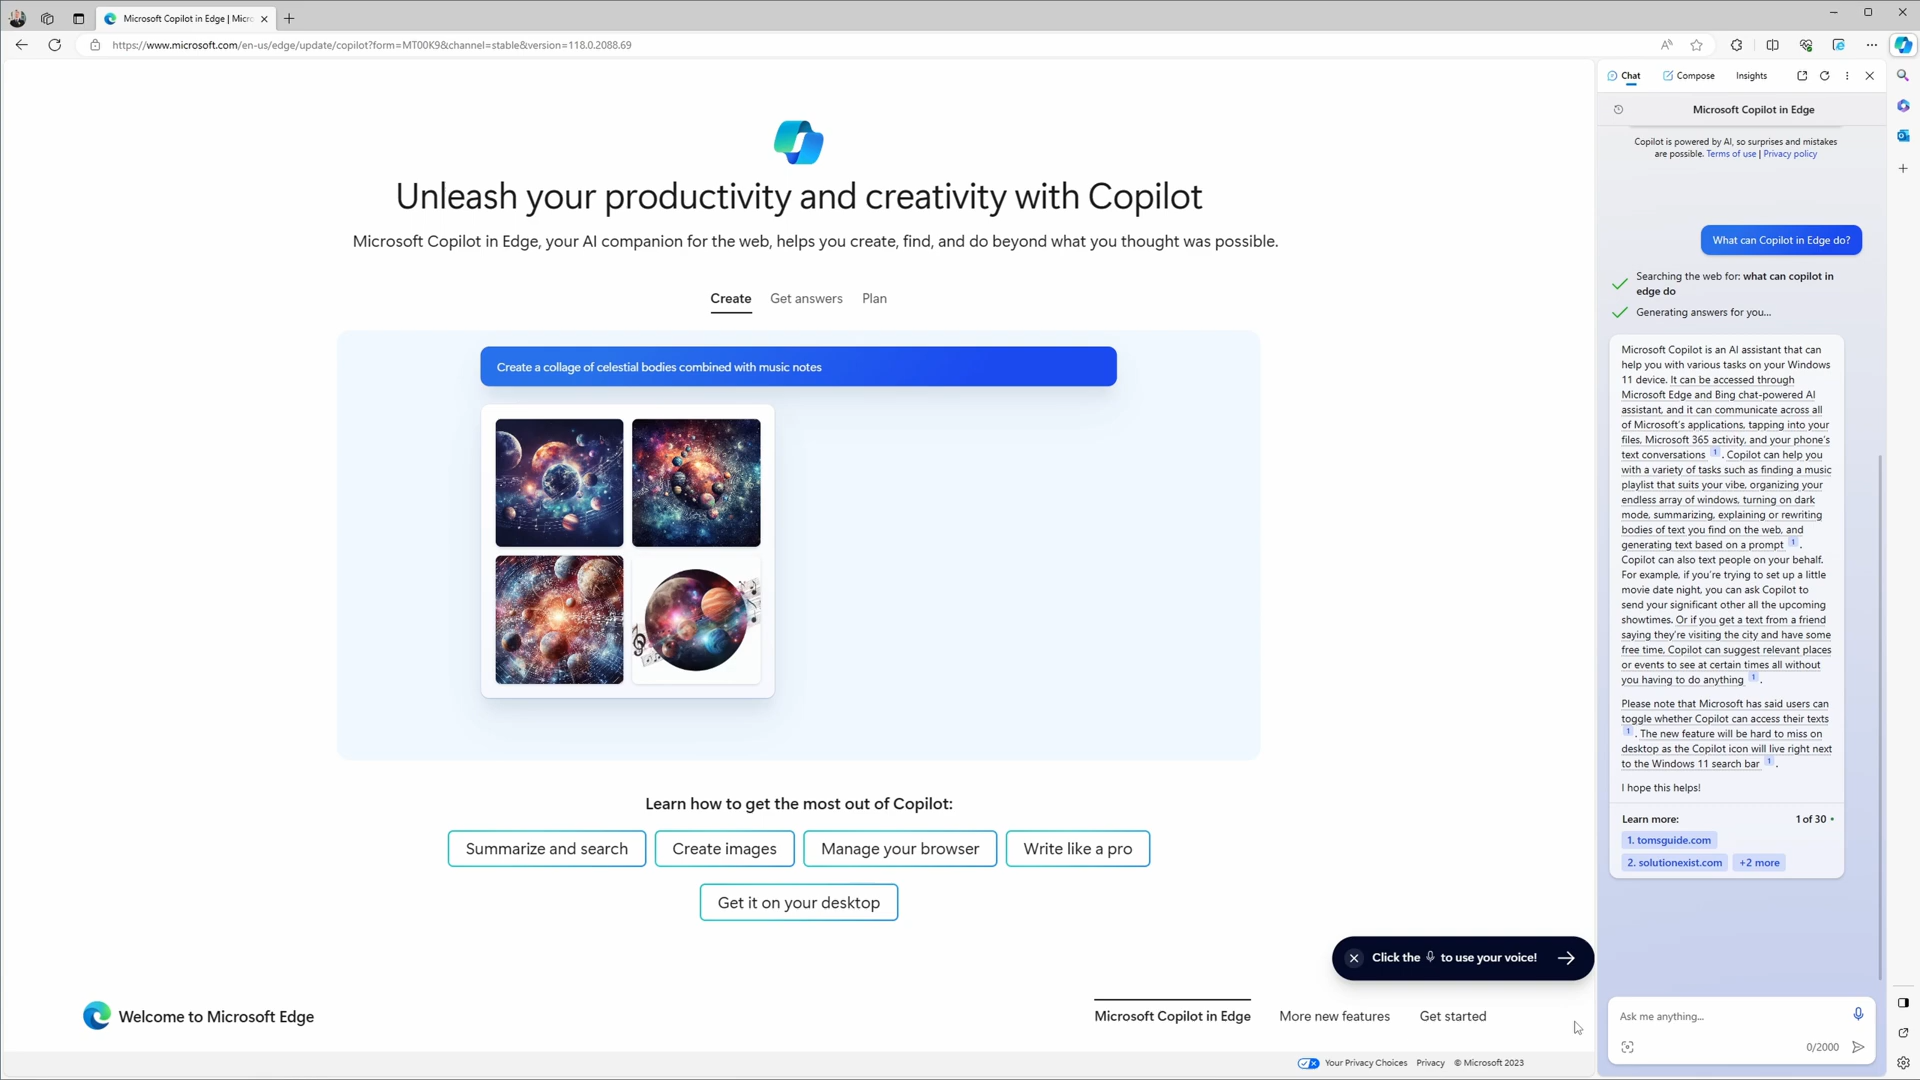 Microsoft Copilot in Edge | Micr
https://www.microsoft.com/en-us/edge/update/copilot?form=MT00K9&channel=stable&version=118.0.2088.69
Unleash your productivity and creativity with Copilot
Microsoft Copilot in Edge, your AI companion for the web, helps you create, find, and do beyond what you thought was possible.
Create Get answers Plan
Create a collage of celestial bodies combined with music notes
Learn how to get the most out of Copilot:
Summarize and search Create images Manage your browser Write like a pro
Get it on your desktop
Click the to use your voice!
Welcome to Microsoft Edge
Microsoft Copilot in Edge More new features Get started
Your Privacy Choices Privacy © Microsoft 2023
Chat Compose Insights
Microsoft Copilot in Edge
Copilot is powered by AI, so surprises and mistakes
are possible. Terms of use | Privacy policy
What can Copilot in Edge do?
Searching the web for: what can copilot in
edge do
Generating answers for you...
Microsoft Copilot is an AI assistant that can
help you with various tasks on your Windows
11 device. It can be accessed through
Microsoft Edge and Bing chat-powered AI
assistant, and it can communicate across all
of Microsoft's applications, tapping into your
files, Microsoft 365 activity, and your phone's
text conversations 1 . Copilot can help you
with a variety of tasks such as finding a music
playlist that suits your vibe, organizing your
endless array of windows, turning on dark
mode, summarizing, explaining or rewriting
bodies of text you find on the web, and
generating text based on a prompt 1 .
Copilot can also text people on your behalf.
For example, if you're trying to set up a little
movie date night, you can ask Copilot to
send your significant other all the upcoming
showtimes. Or if you get a text from a friend
saying they're visiting the city and have some
free time, Copilot can suggest relevant places
or events to see at certain times all without
you having to do anything 1 .
Please note that Microsoft has said users can
toggle whether Copilot can access their texts
1 . The new feature will be hard to miss on
desktop as the Copilot icon will live right next
to the Windows 11 search bar 1 .
I hope this helps!
Learn more: 1 of 30
1. tomsguide.com
2. solutionexist.com +2 more
Ask me anything...
0/2000